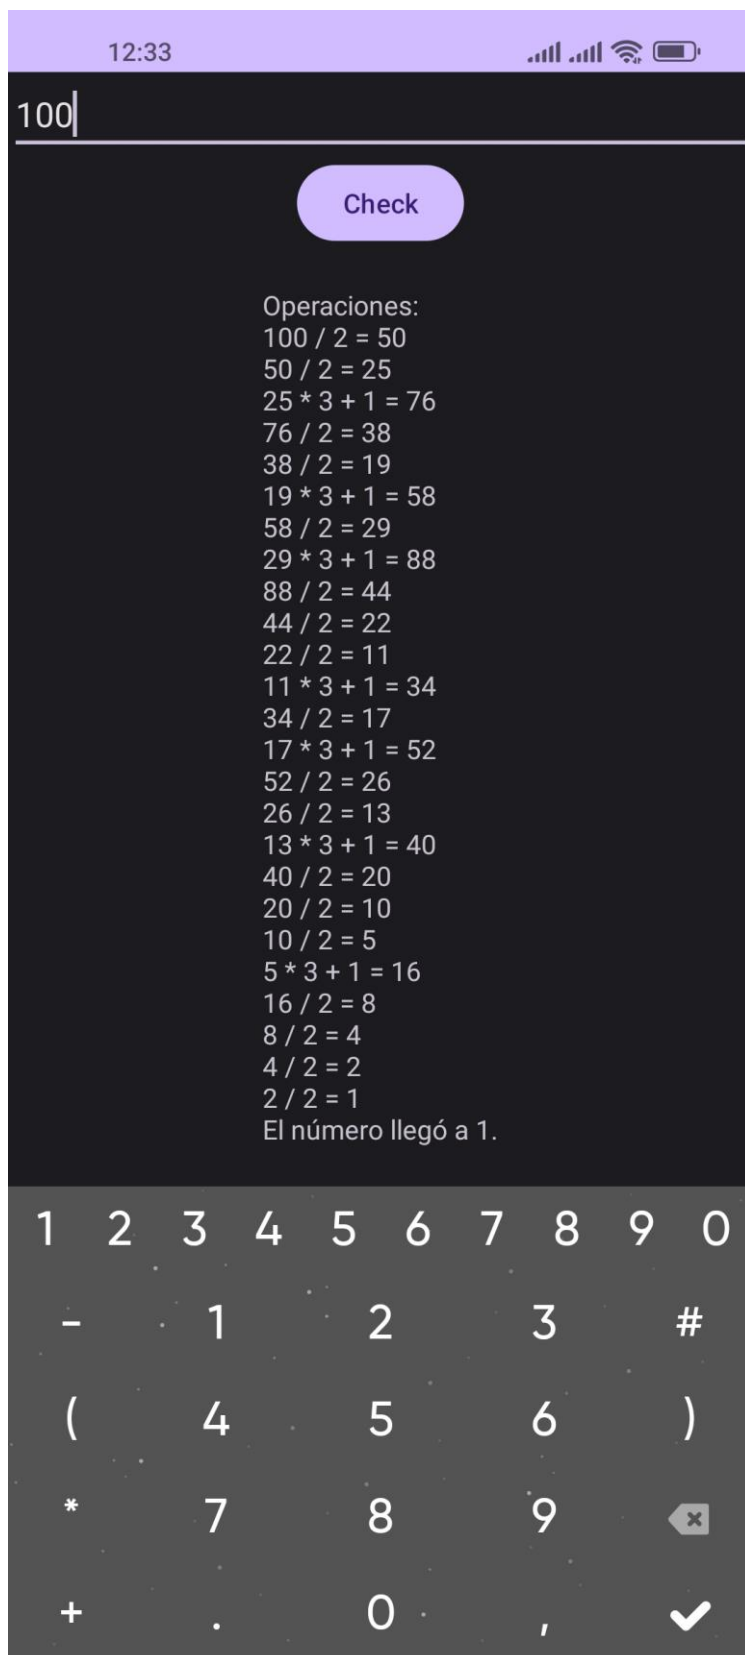 12:33
100
Check
Operaciones:
100 / 2 = 50
50 / 2 = 25
25 * 3 + 1 = 76
76 / 2 = 38
38 / 2 = 19
19 * 3 + 1 = 58
58 / 2 = 29
29 * 3 + 1 = 88
88 / 2 = 44
44 / 2 = 22
22 / 2 = 11
11 * 3 + 1 = 34
34 / 2 = 17
17 * 3 + 1 = 52
52 / 2 = 26
26 / 2 = 13
13 * 3 + 1 = 40
40 / 2 = 20
20 / 2 = 10
10 / 2 = 5
5 * 3 + 1 = 16
16 / 2 = 8
8 / 2 = 4
4 / 2 = 2
2 / 2 = 1
El número llegó a 1.
1 2 3 4 5 6 7 8 9 0
- 1 2 3 #
( 4 5 6 )
* 7 8 9
+ . 0 ,